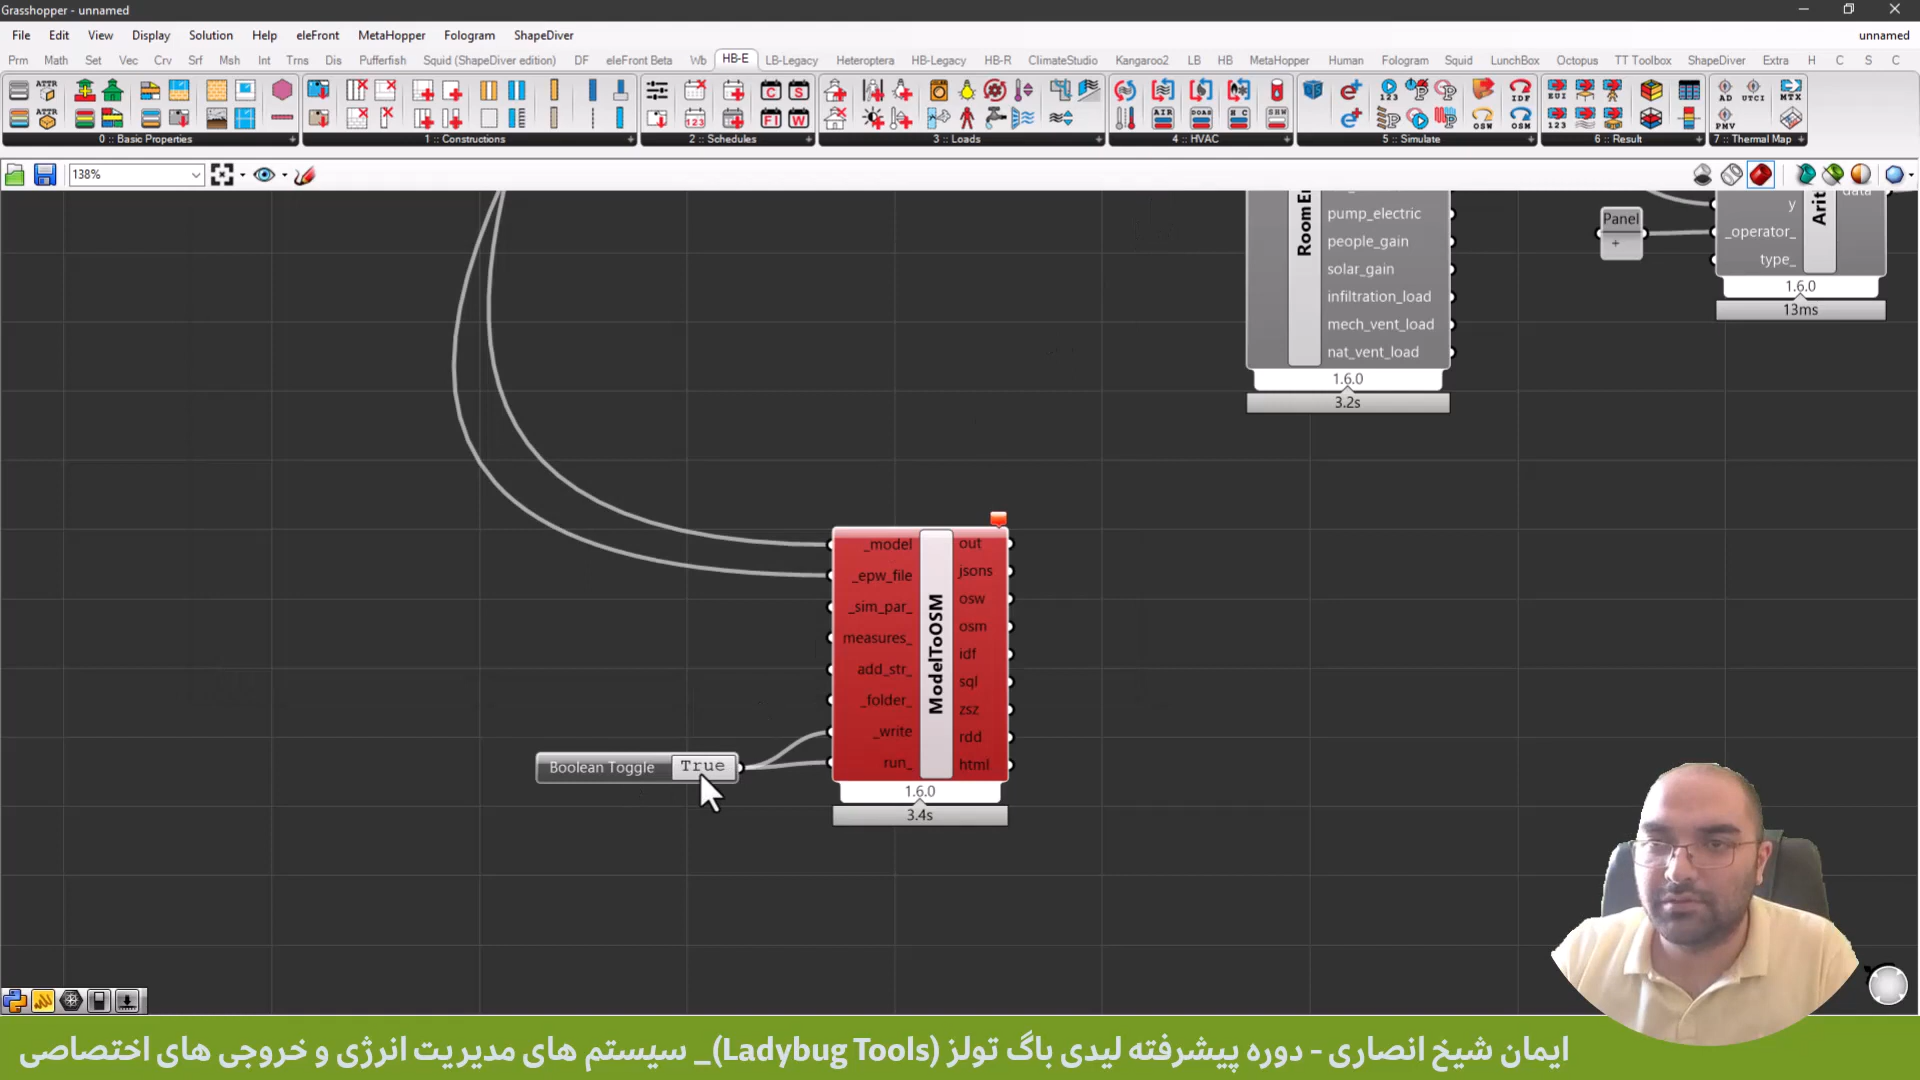 Grasshopper - unnamed
File Edit View Display Solution Help eleFront MetaHopper Fologram ShapeDiver unnamed
Prm Math Set Vec Crv Srf Msh Int Trns Dis Pufferfish Squid (ShapeDiver edition) DF eleFront Beta Wb HB-E LB-Legacy Heteroptera HB-Legacy HB-R ClimateStudio Kangaroo2 LB HB MetaHopper Human Fologram Squid LunchBox Octopus TT Toolbox ShapeDiver Extra H C S C
0 :: Basic Properties 1 :: Constructions 2 :: Schedules 3 :: Loads 4 :: HVAC 5 :: Simulate 6 :: Result 7 :: Thermal Map
138%
Room E
pump_electric
people_gain
solar_gain
infiltration_load
mech_vent_load
nat_vent_load
1.6.0
3.2s
Panel
+
y
_operator_
type_
Arit
data
1.6.0
13ms
_model
_epw_file
_sim_par_
measures_
add_str_
_folder_
_write
run_
ModelToOSM
out
jsons
osw
osm
idf
sql
zsz
rdd
html
1.6.0
3.4s
Boolean Toggle True
ایمان شیخ انصاری - دوره پیشرفته لیدی باگ تولز (Ladybug Tools)_ سیستم های مدیریت انرژی و خروجی های اختصاصی